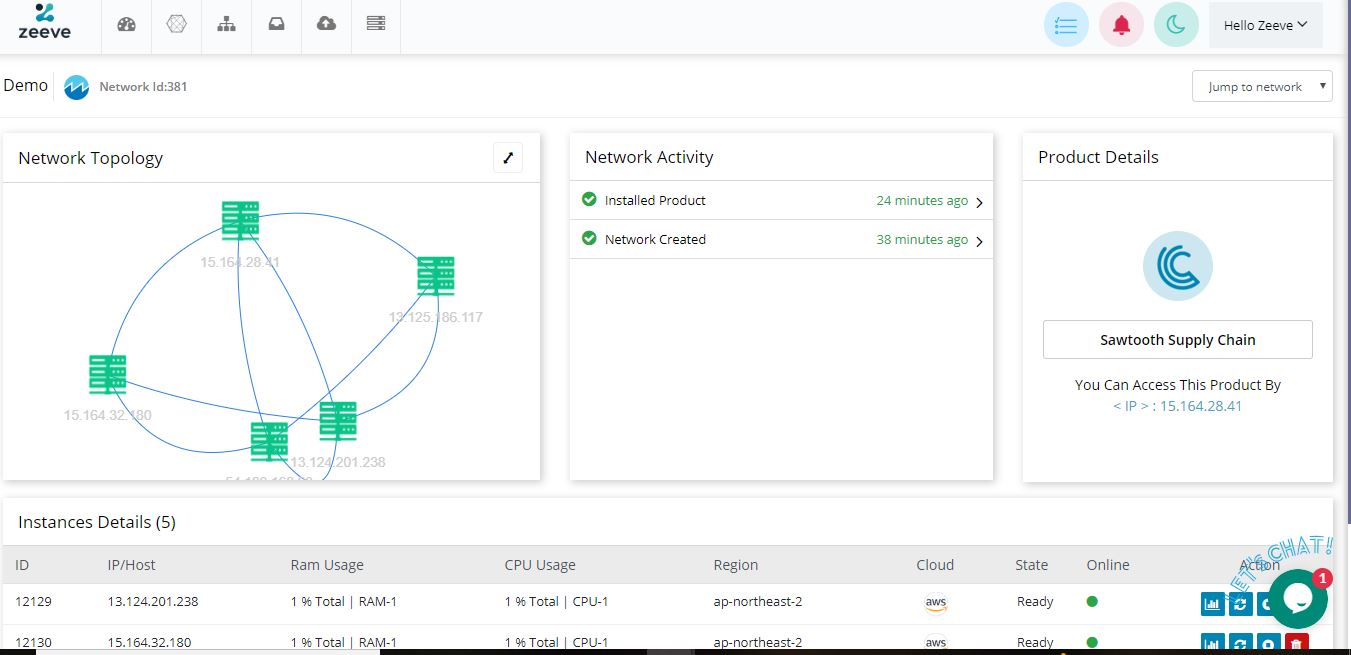 zeeve
Hello Zeeve
Demo
Network Id:381
Jump to network
Network Topology
15.164.28.41
13.125.186.117
15.164.32.180
13.124.201.238
Network Activity
Installed Product 24 minutes ago
Network Created 38 minutes ago
Product Details
Sawtooth Supply Chain
You Can Access This Product By
< IP > : 15.164.28.41
Instances Details (5)
ID IP/Host Ram Usage CPU Usage Region Cloud State Online Action
12129 13.124.201.238 1 % Total | RAM-1 1 % Total | CPU-1 ap-northeast-2 aws Ready
12130 15.164.32.180 1 % Total | RAM-1 1 % Total | CPU-1 ap-northeast-2 aws Ready
LET'S CHAT!
1